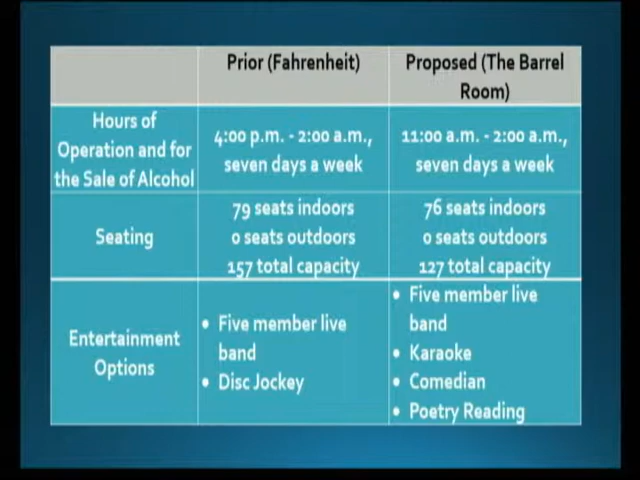 Prior (Fahrenheit)
Proposed (The Barrel
Room)
Hours of
Operation and for
the Sale of Alcohol
4:00 p.m. - 2:00 a.m.,
seven days a week
11:00 a.m. - 2:00 a.m.,
seven days a week
Seating
79 seats indoors
0 seats outdoors
157 total capacity
76 seats indoors
0 seats outdoors
127 total capacity
Entertainment
Options
• Five member live
band
• Disc Jockey
• Five member live
band
• Karaoke
• Comedian
• Poetry Reading